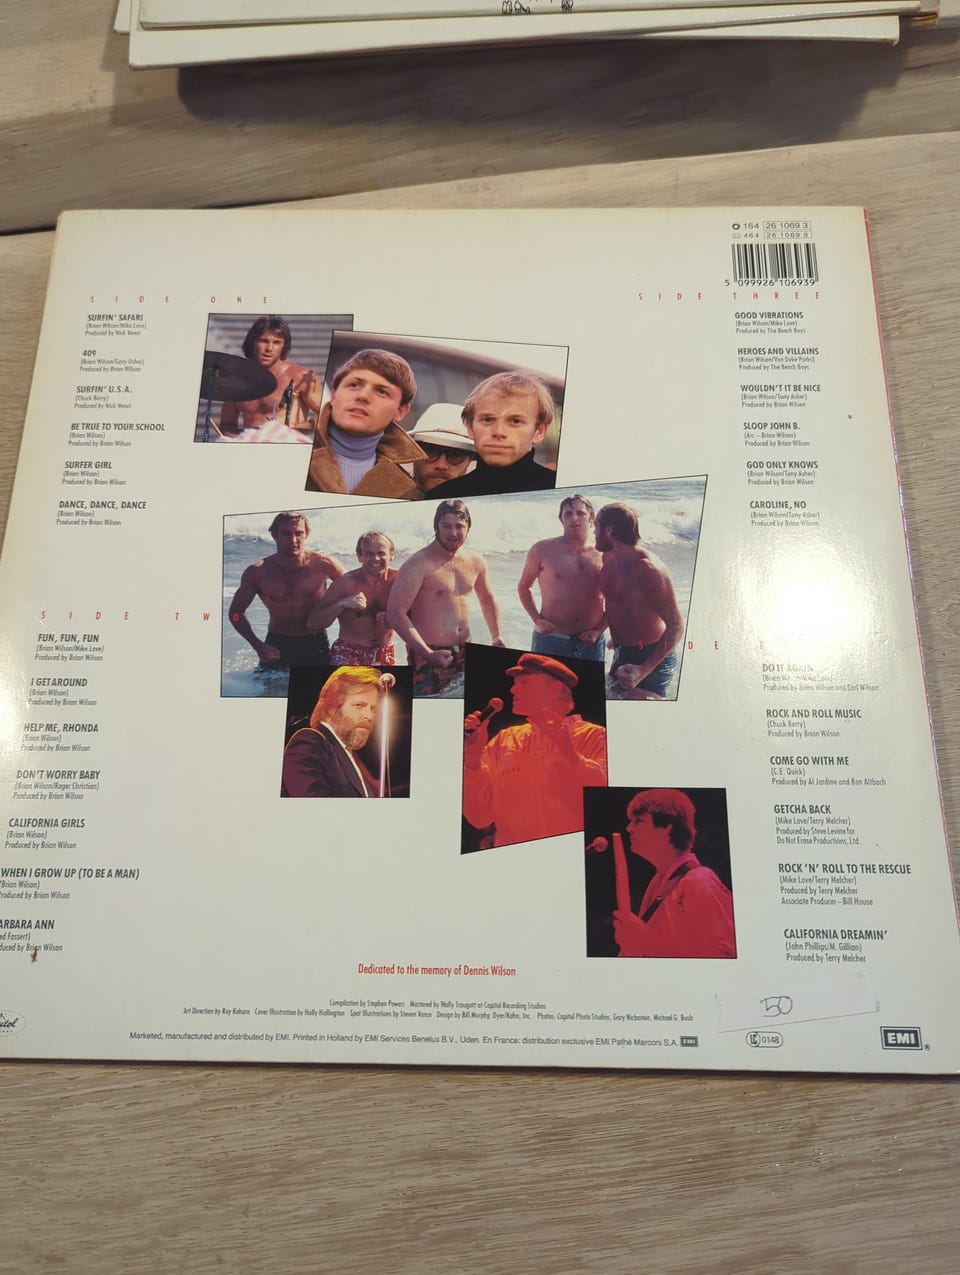 164 26 1069 3
464 26 1069 9
5 099926 106939
SIDE ONE
SURFIN' SAFARI
(Brian Wilson/Mike Love)
Produced by Nick Venet
409
(Brian Wilson/Gary Usher)
Produced by Brian Wilson
SURFIN' U.S.A.
(Chuck Berry)
Produced by Nick Venet
BE TRUE TO YOUR SCHOOL
(Brian Wilson)
Produced by Brian Wilson
SURFER GIRL
(Brian Wilson)
Produced by Brian Wilson
DANCE, DANCE, DANCE
(Brian Wilson)
Produced by Brian Wilson
SIDE TWO
FUN, FUN, FUN
(Brian Wilson/Mike Love)
Produced by Brian Wilson
I GET AROUND
(Brian Wilson)
Produced by Brian Wilson
HELP ME, RHONDA
(Brian Wilson)
Produced by Brian Wilson
DON'T WORRY BABY
(Brian Wilsno/Roger Christian)
Produced by Brian Wilson
CALIFORNIA GIRLS
(Brian Wilson)
Produced by Brian Wilson
WHEN I GROW UP (TO BE A MAN)
(Brian Wilson)
Produced by Brian Wilson
ARBARA ANN
ed Fassert)
duced by Brian Wilson
SIDE THREE
GOOD VIBRATIONS
(Brian Wilson/Mike Love)
Produced by The Beach Boys
HEROES AND VILLAINS
(Brian Wilson/Van Dyke Parks)
Produced by The Beach Boys
WOULDN'T IT BE NICE
(Brian Wilson/Tony Asher)
Produced by Brian Wilson
SLOOP JOHN B.
(Arr.—Brian Wilson)
Produced by Brian Wilson
GOD ONLY KNOWS
(Brian Wilson/Tony Asher)
Produced by Brian Wilson
CAROLINE, NO
(Brian Wilson/Tony Asher)
Produced by Brian Wilson
SIDE F
DO IT AGAIN
(Brian Wilson/Mike Love)
Produced by Brian Wilson and Carl Wilson
ROCK AND ROLL MUSIC
(Chuck Berry)
Produced by Brian Wilson
COME GO WITH ME
(C.E. Quick)
Produced by Al Jardine and Ron Altbach
GETCHA BACK
(Mike Love/Terry Melcher)
Produced by Steve Levine for
Do Not Erase Productions, Ltd.
ROCK 'N' ROLL TO THE RESCUE
(Mike Love/Terry Melcher)
Produced by Terry Melcher
Associate Producer—Bill House
CALIFORNIA DREAMIN'
(John Phillips/M. Gillian)
Produced by Terry Melcher
Dedicated to the memory of Dennis Wilson
Compilation by Stephen Powers Mastered by Wally Traugott at Capitol Recording Studios
Art Direction by Roy Kohara Cover Illustration by Holly Hollington Spot Illustrations by Steven Vance Design by Bill Murphy, Dyer/Kahn, Inc. Photos: Capitol Photo Studios, Gary Nichamin, Michael G. Bush
Marketed, manufactured and distributed by EMI. Printed in Holland by EMI Services Benelux B.V., Uden. En France: distribution exclusive EMI Pathé Marconi S.A. EMI
50
LC 0148
EMI